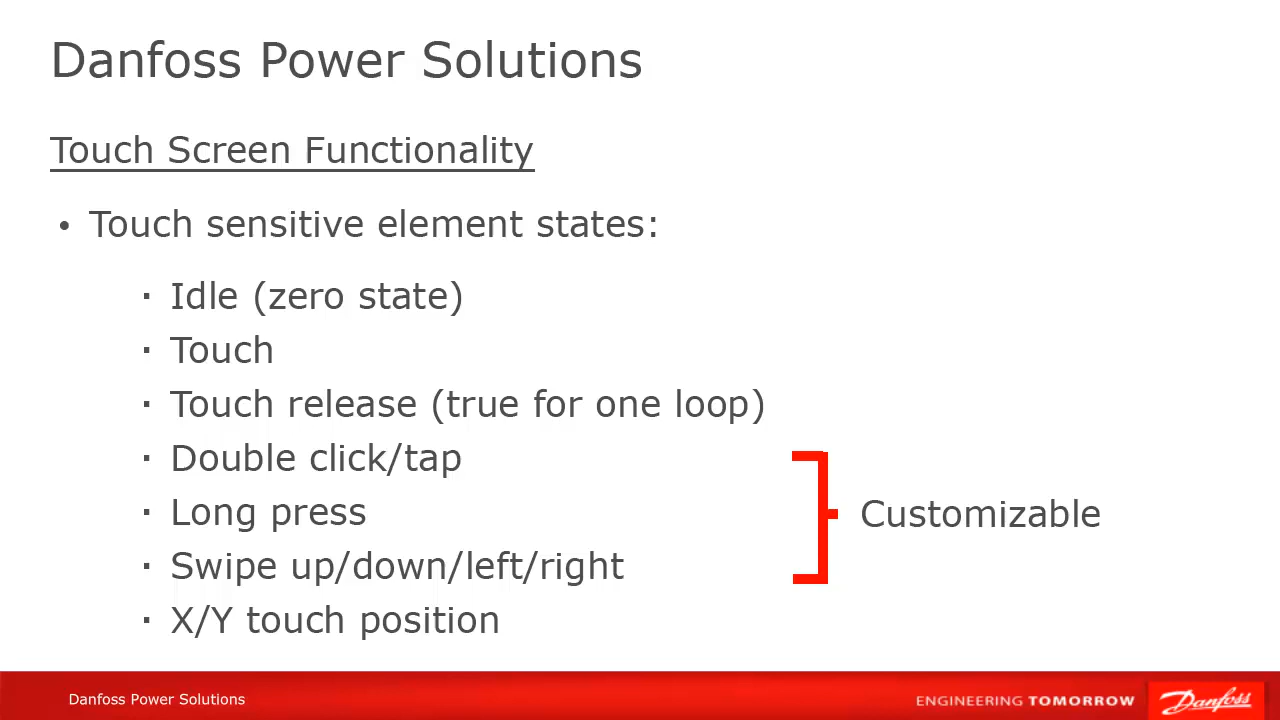 Danfoss Power Solutions
Touch Screen Functionality
• Touch sensitive element states:
▪ Idle (zero state)
▪ Touch
▪ Touch release (true for one loop)
▪ Double click/tap
▪ Long press
Customizable
▪ Swipe up/down/left/right
▪ X/Y touch position
Danfoss Power Solutions
ENGINEERING TOMORROW
Danfoss